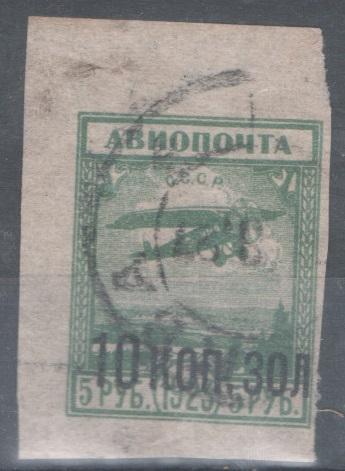 АВИОПОЧТА
С.С.С.Р.
10 КОП. ЗОЛ
5 РУБ. (1923) 5 РУБ.